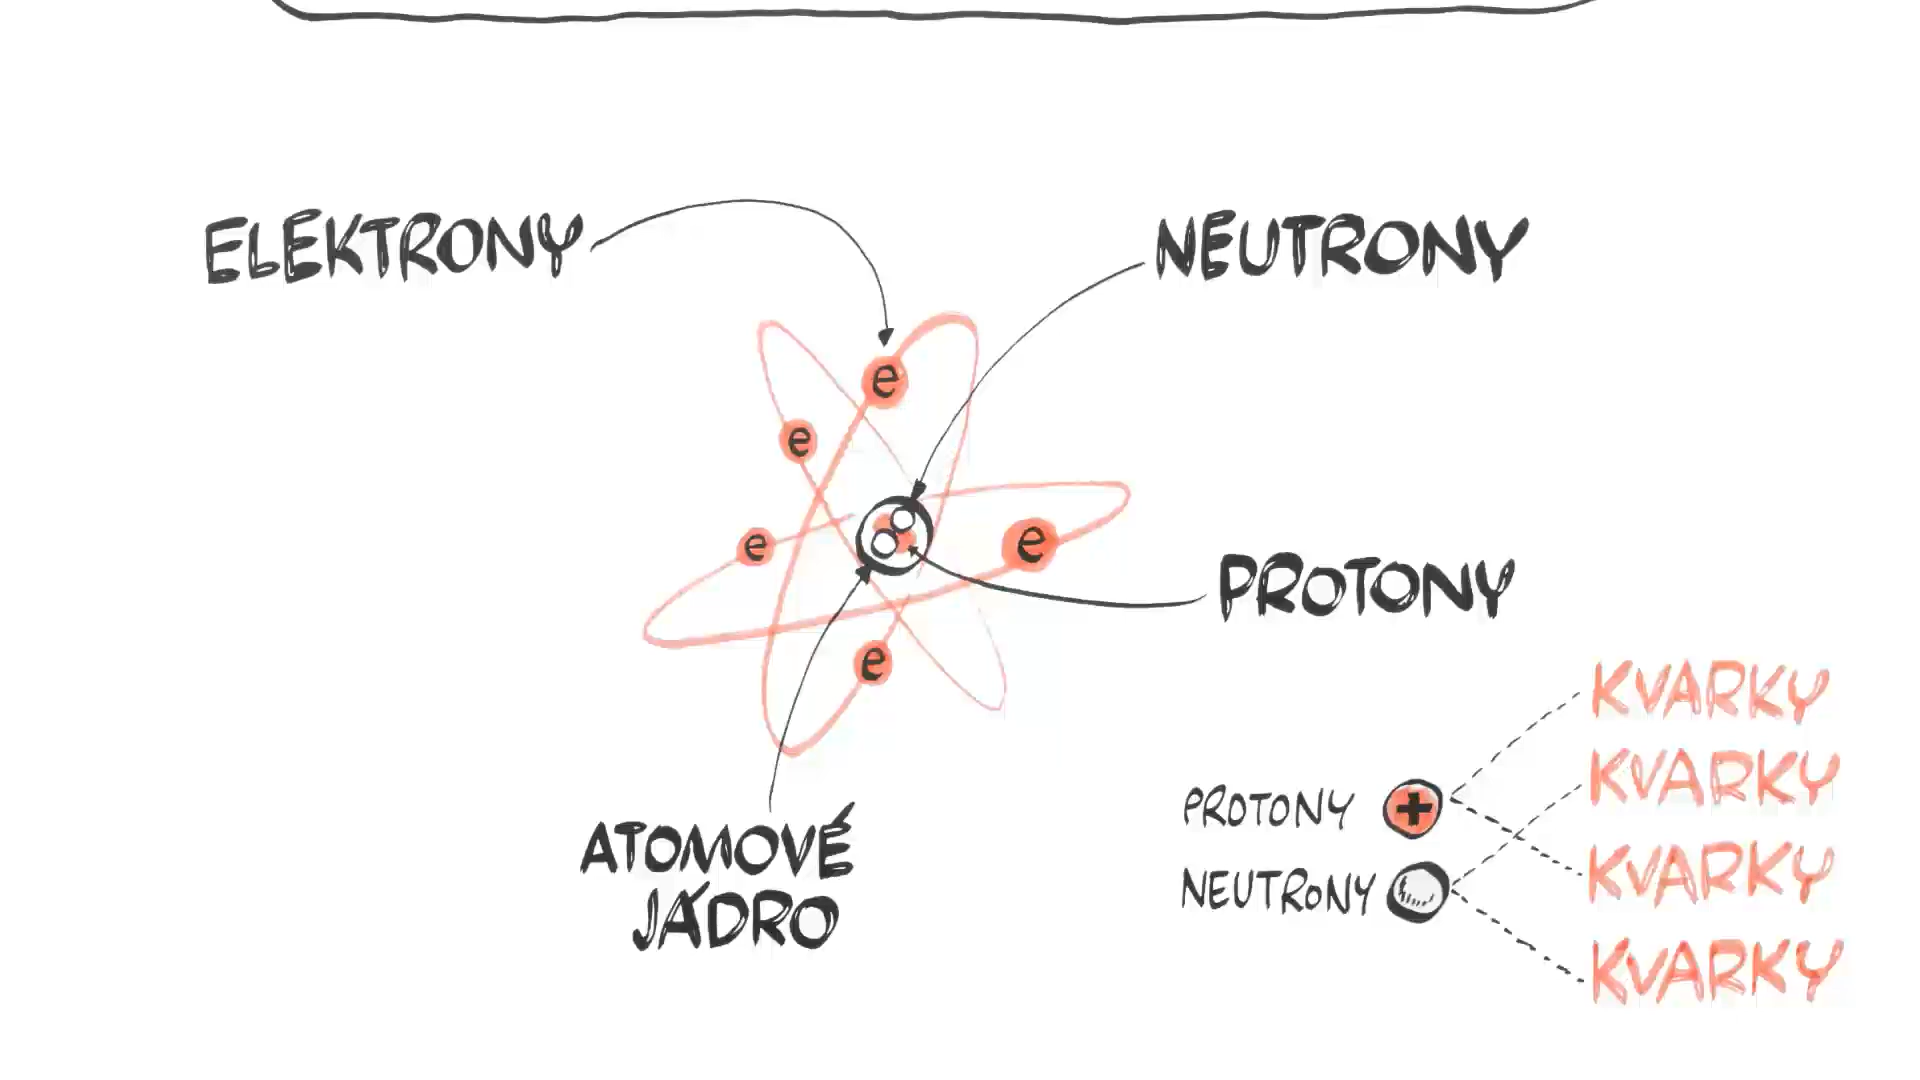 ELEKTRONY
NEUTRONY
e
e
e
e
e
PROTONY
ATOMOVÉ
JÁDRO
PROTONY +
NEUTRONY
KVARKY
KVARKY
KVARKY
KVARKY